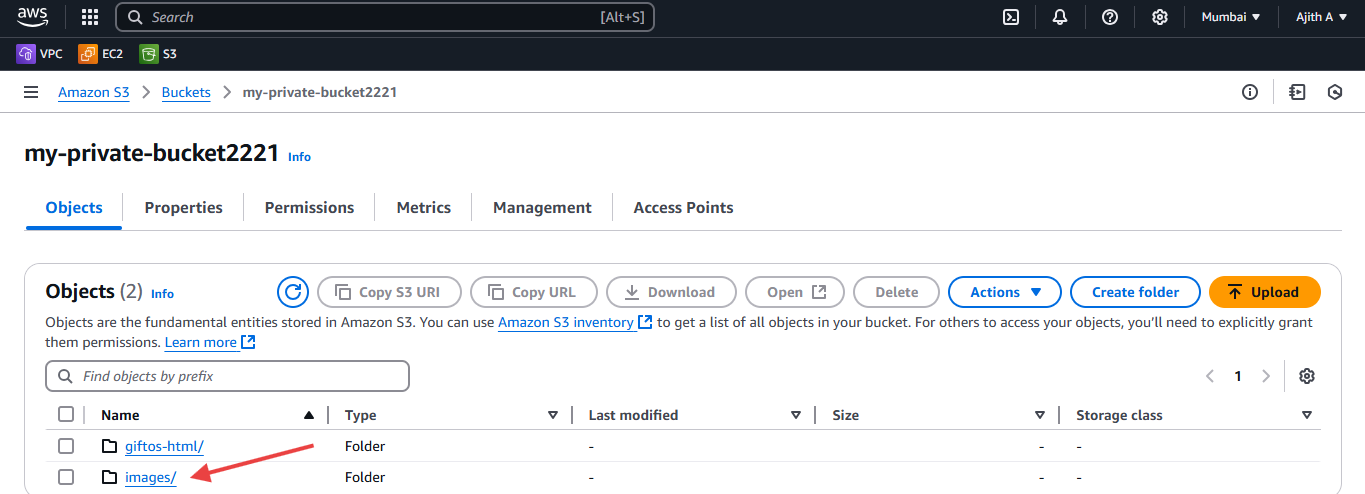 aws Search [Alt+S] Mumbai Ajith A
VPC EC2 S3
Amazon S3 Buckets my-private-bucket2221
my-private-bucket2221 Info
Objects Properties Permissions Metrics Management Access Points
Objects (2) Info Copy S3 URI Copy URL Download Open Delete Actions Create folder Upload
Objects are the fundamental entities stored in Amazon S3. You can use Amazon S3 inventory to get a list of all objects in your bucket. For others to access your objects, you’ll need to explicitly grant
them permissions. Learn more
Find objects by prefix 1
Name Type Last modified Size Storage class
giftos-html/ Folder - - -
images/ Folder - - -